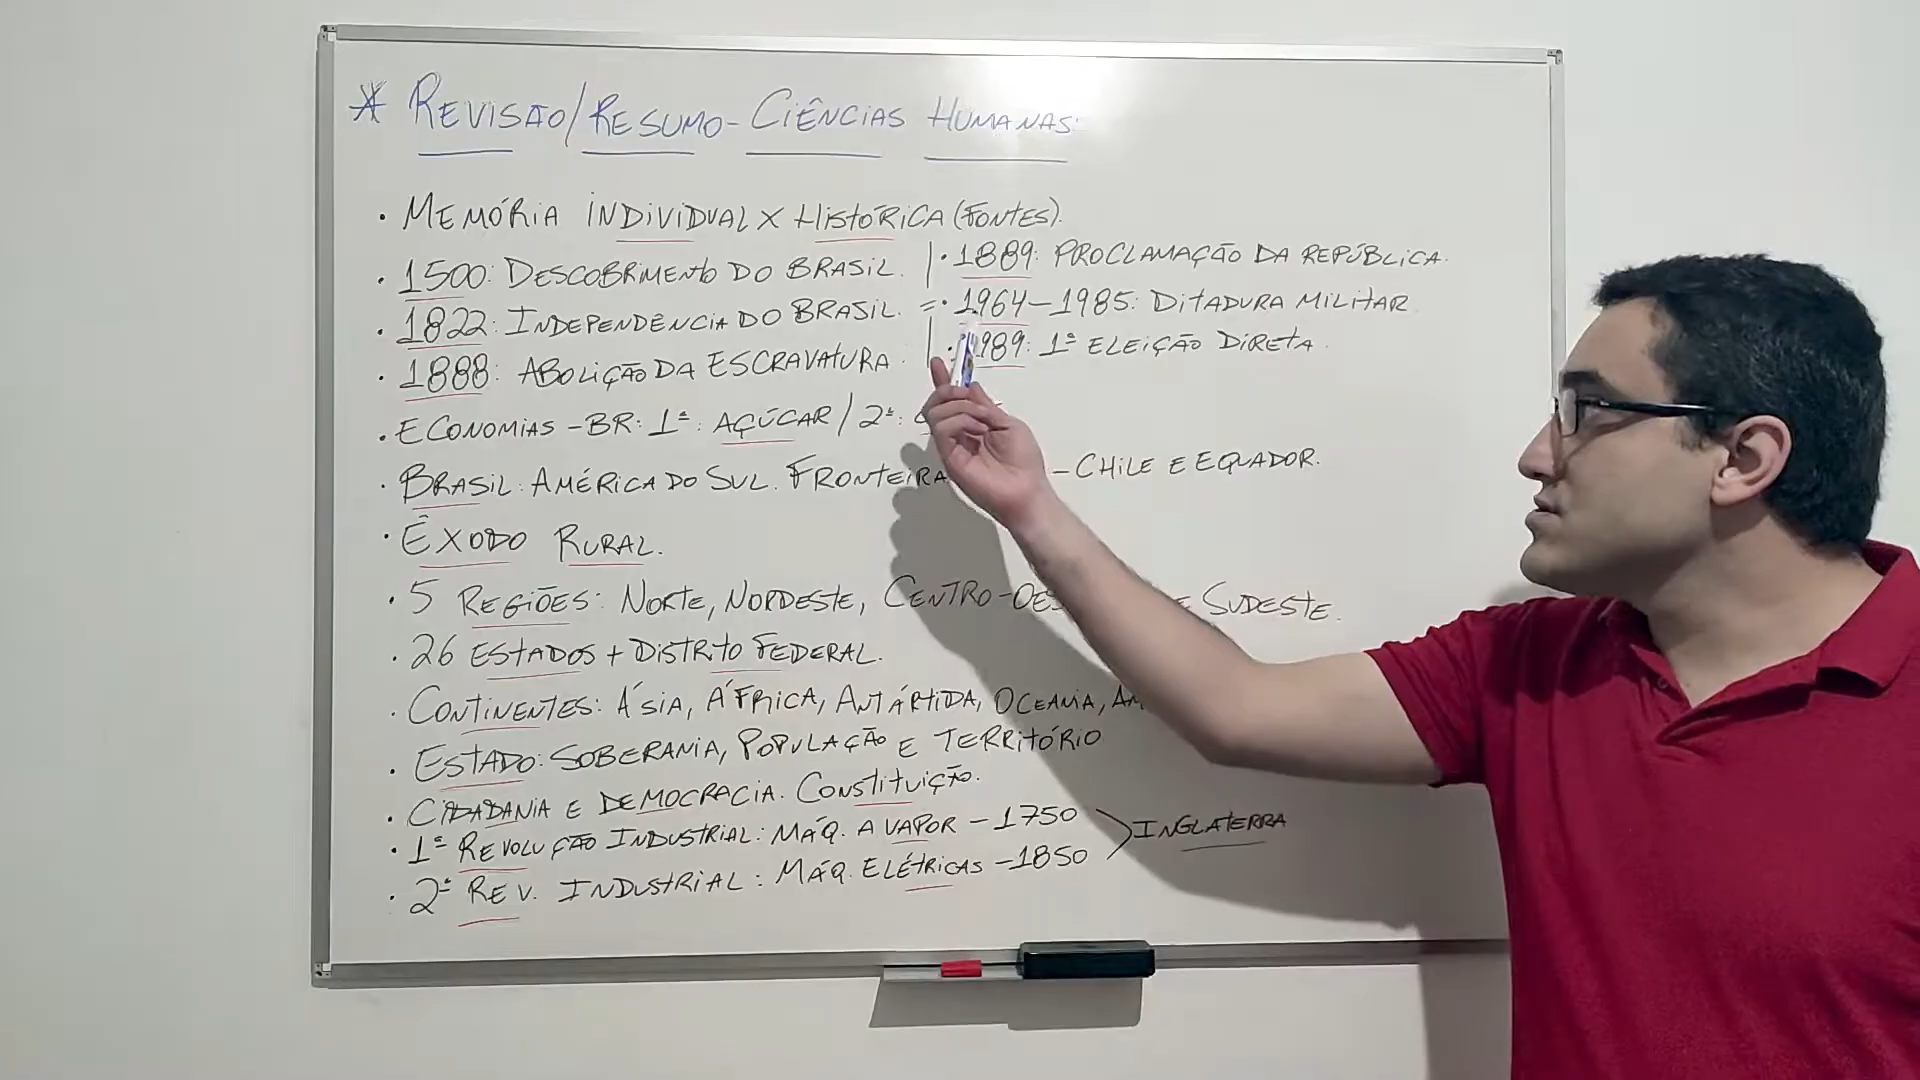 * REVISÃO/RESUMO-CIÊNCIAS HUMANAS:
• MEMÓRIA INDIVIDUAL X HISTÓRICA (FONTES).
• 1500: DESCOBRIMENTO DO BRASIL.
• 1822: INDEPENDÊNCIA DO BRASIL.
• 1888: ABOLIÇÃO DA ESCRAVATURA.
• 1889: PROCLAMAÇÃO DA REPÚBLICA.
• 1964-1985: DITADURA MILITAR
• 1989: 1ª ELEIÇÃO DIRETA.
• ECONOMIAS-BR: 1ª: AÇÚCAR / 2ª:
• BRASIL: AMÉRICA DO SUL. FRONTEIRA - CHILE E EQUADOR.
• ÊXODO RURAL.
• 5 REGIÕES: NORTE, NORDESTE, CENTRO-OES E SUDESTE.
• 26 ESTADOS + DISTRITO FEDERAL.
• CONTINENTES: ÁSIA, ÁFRICA, ANTÁRTIDA, OCEANIA, AM
• ESTADO: SOBERANIA, POPULAÇÃO E TERRITÓRIO
• CIDADANIA E DEMOCRACIA. CONSTITUIÇÃO.
• 1ª REVOLUÇÃO INDUSTRIAL: MÁQ. A VAPOR - 1750
• 2ª REV. INDUSTRIAL: MÁQ. ELÉTRICAS - 1850
INGLATERRA